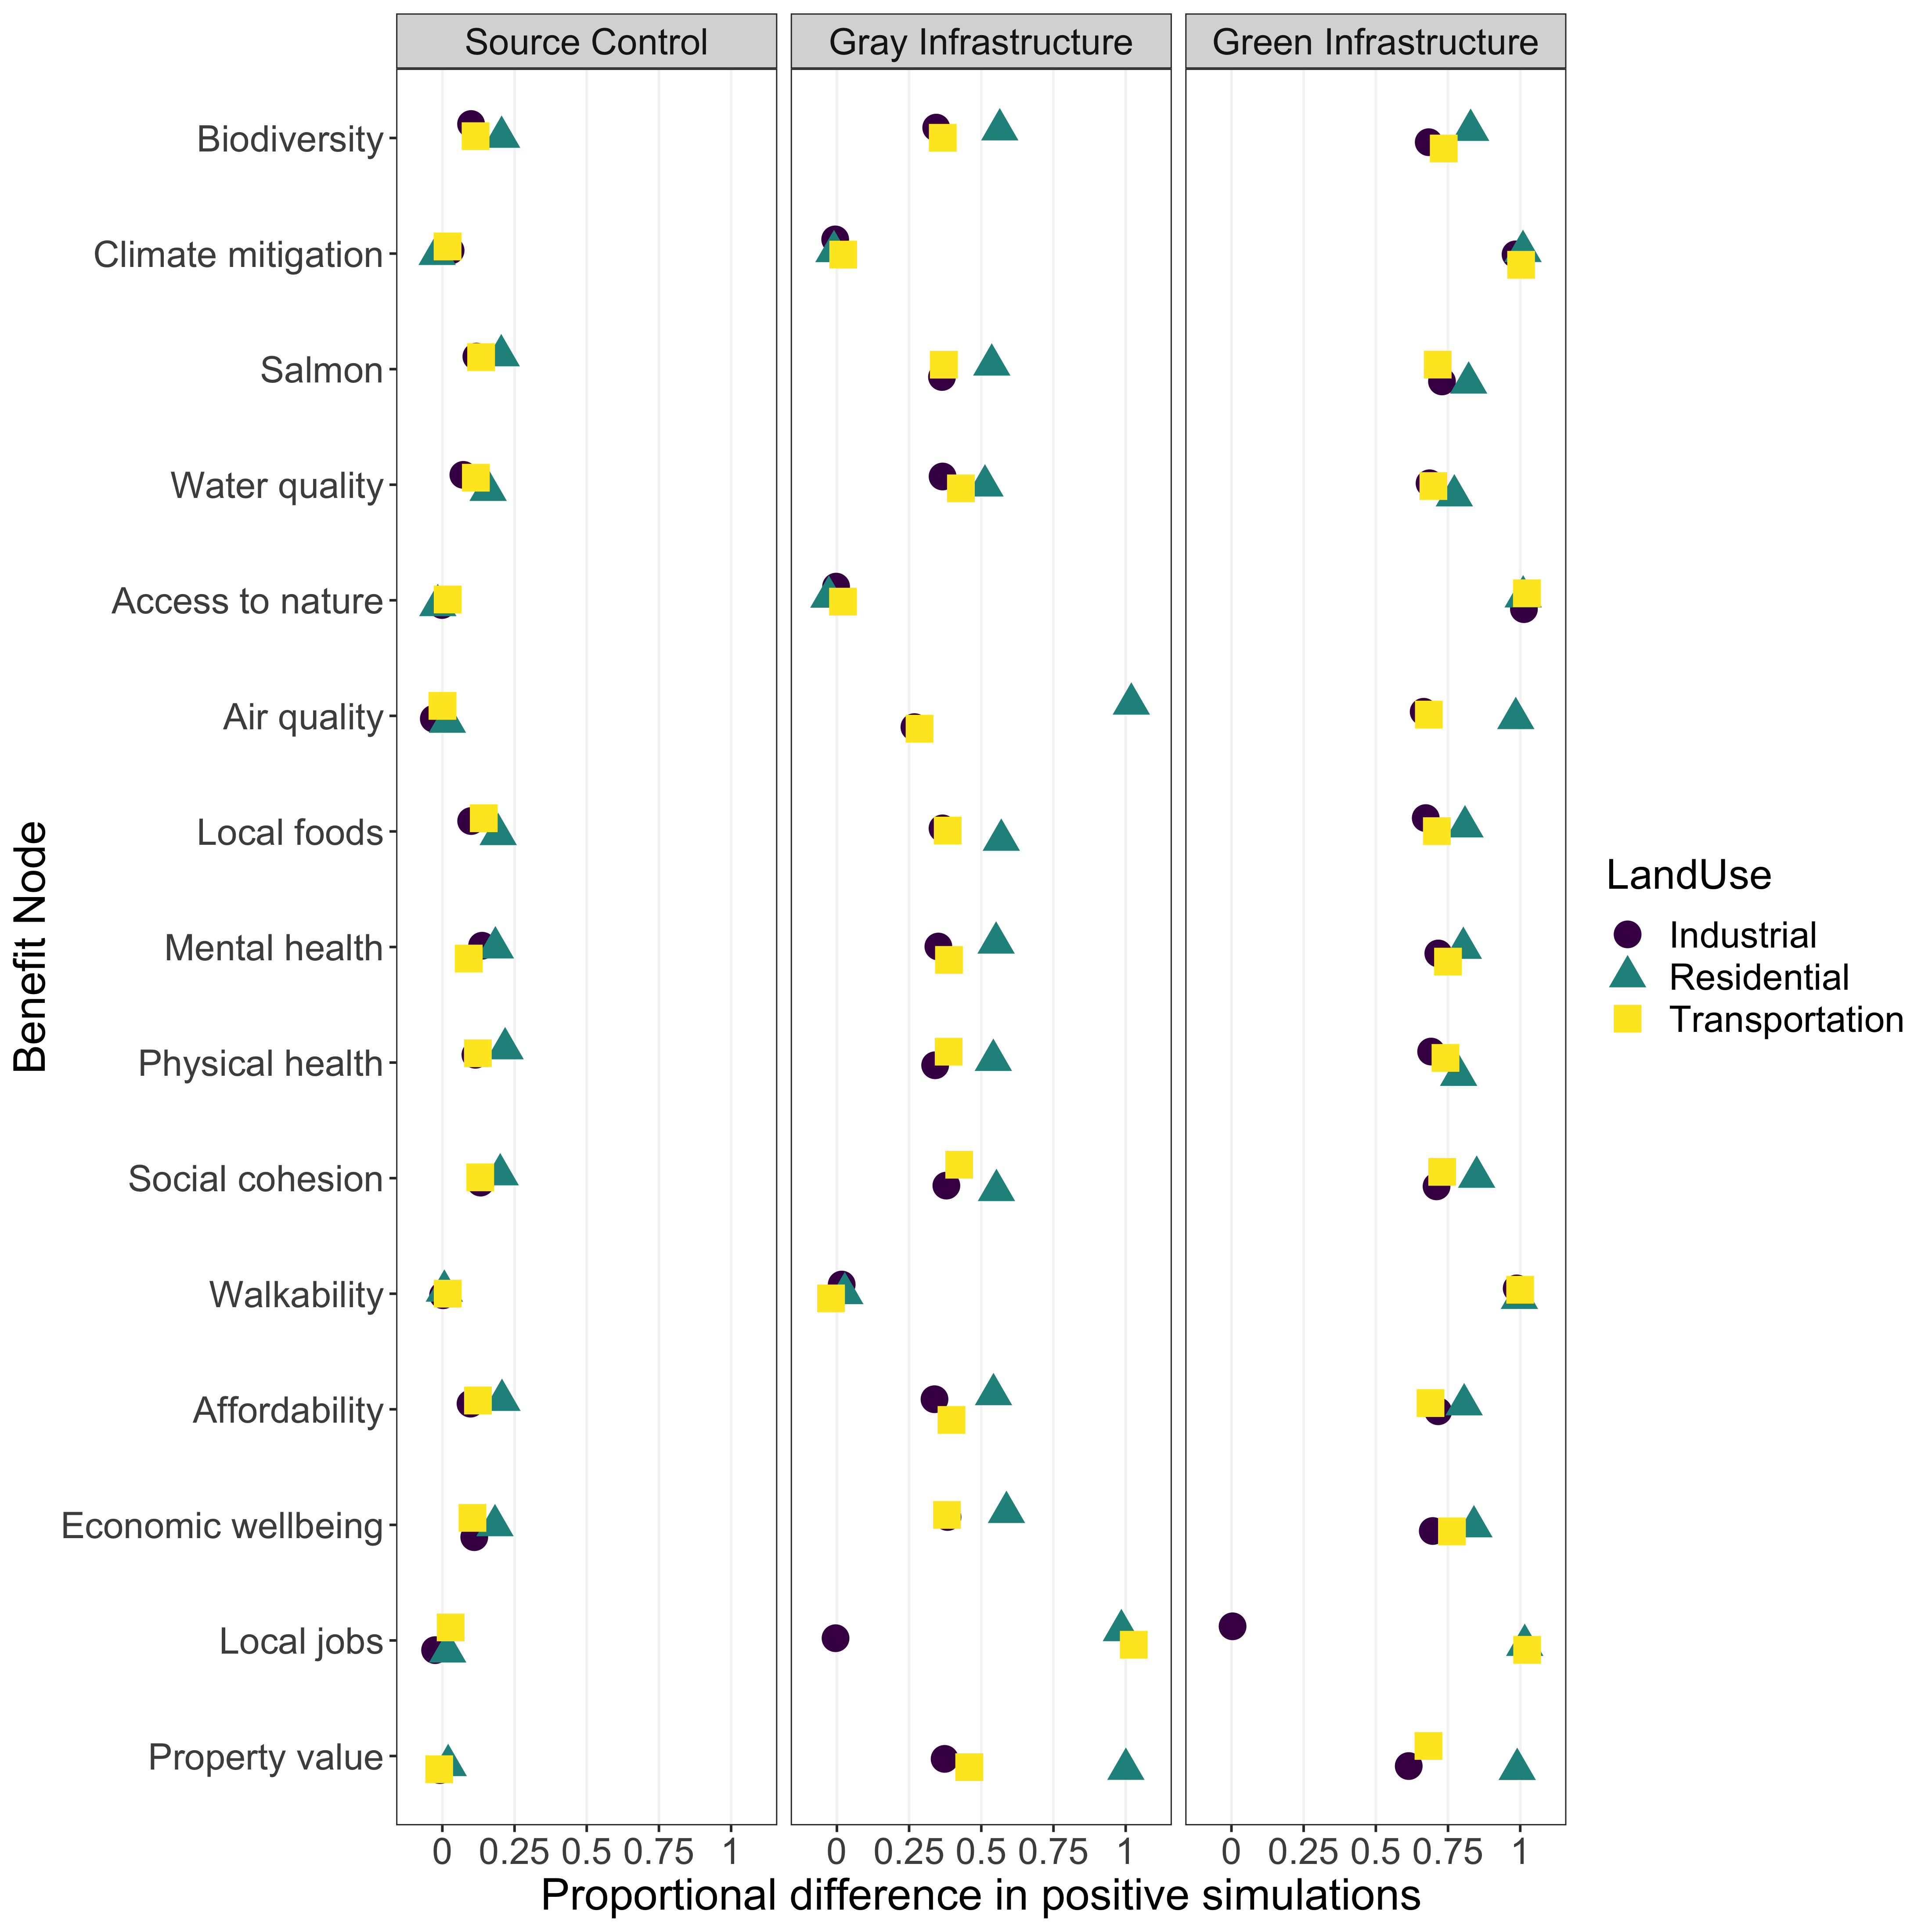 Source Control
Gray Infrastructure
Green Infrastructure
Benefit Node
Biodiversity
Climate mitigation
Salmon
Water quality
Access to nature
Air quality
Local foods
Mental health
Physical health
Social cohesion
Walkability
Affordability
Economic wellbeing
Local jobs
Property value
0 0.25 0.5 0.75 1
0 0.25 0.5 0.75 1
0 0.25 0.5 0.75 1
Proportional difference in positive simulations
LandUse
Industrial
Residential
Transportation